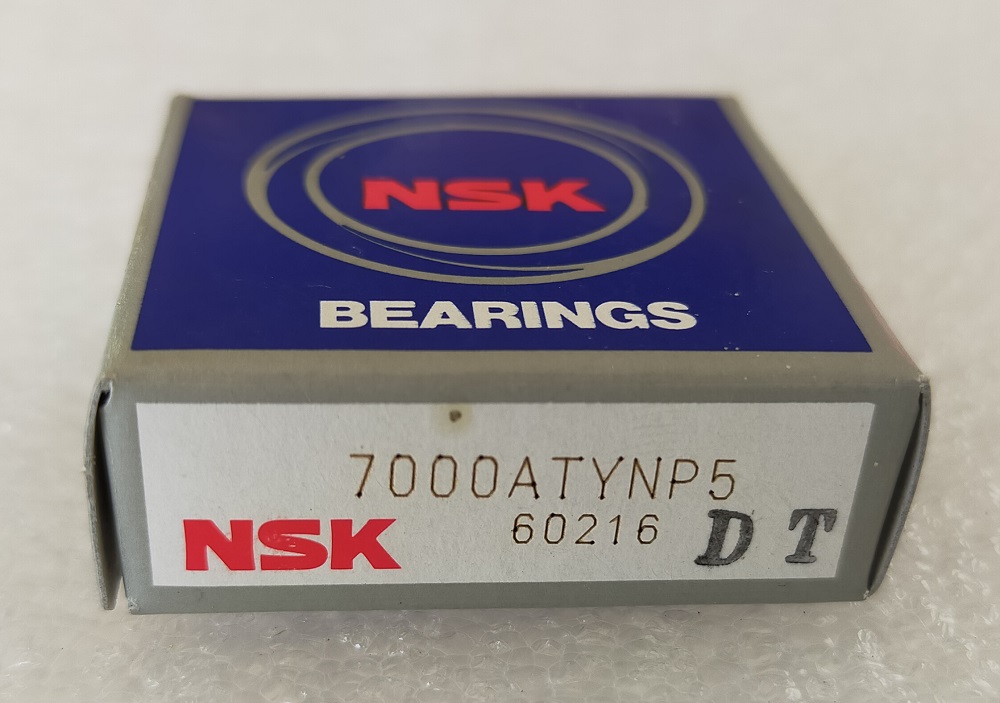 NSK
BEARINGS
7000ATYNP5
NSK 60216 DT